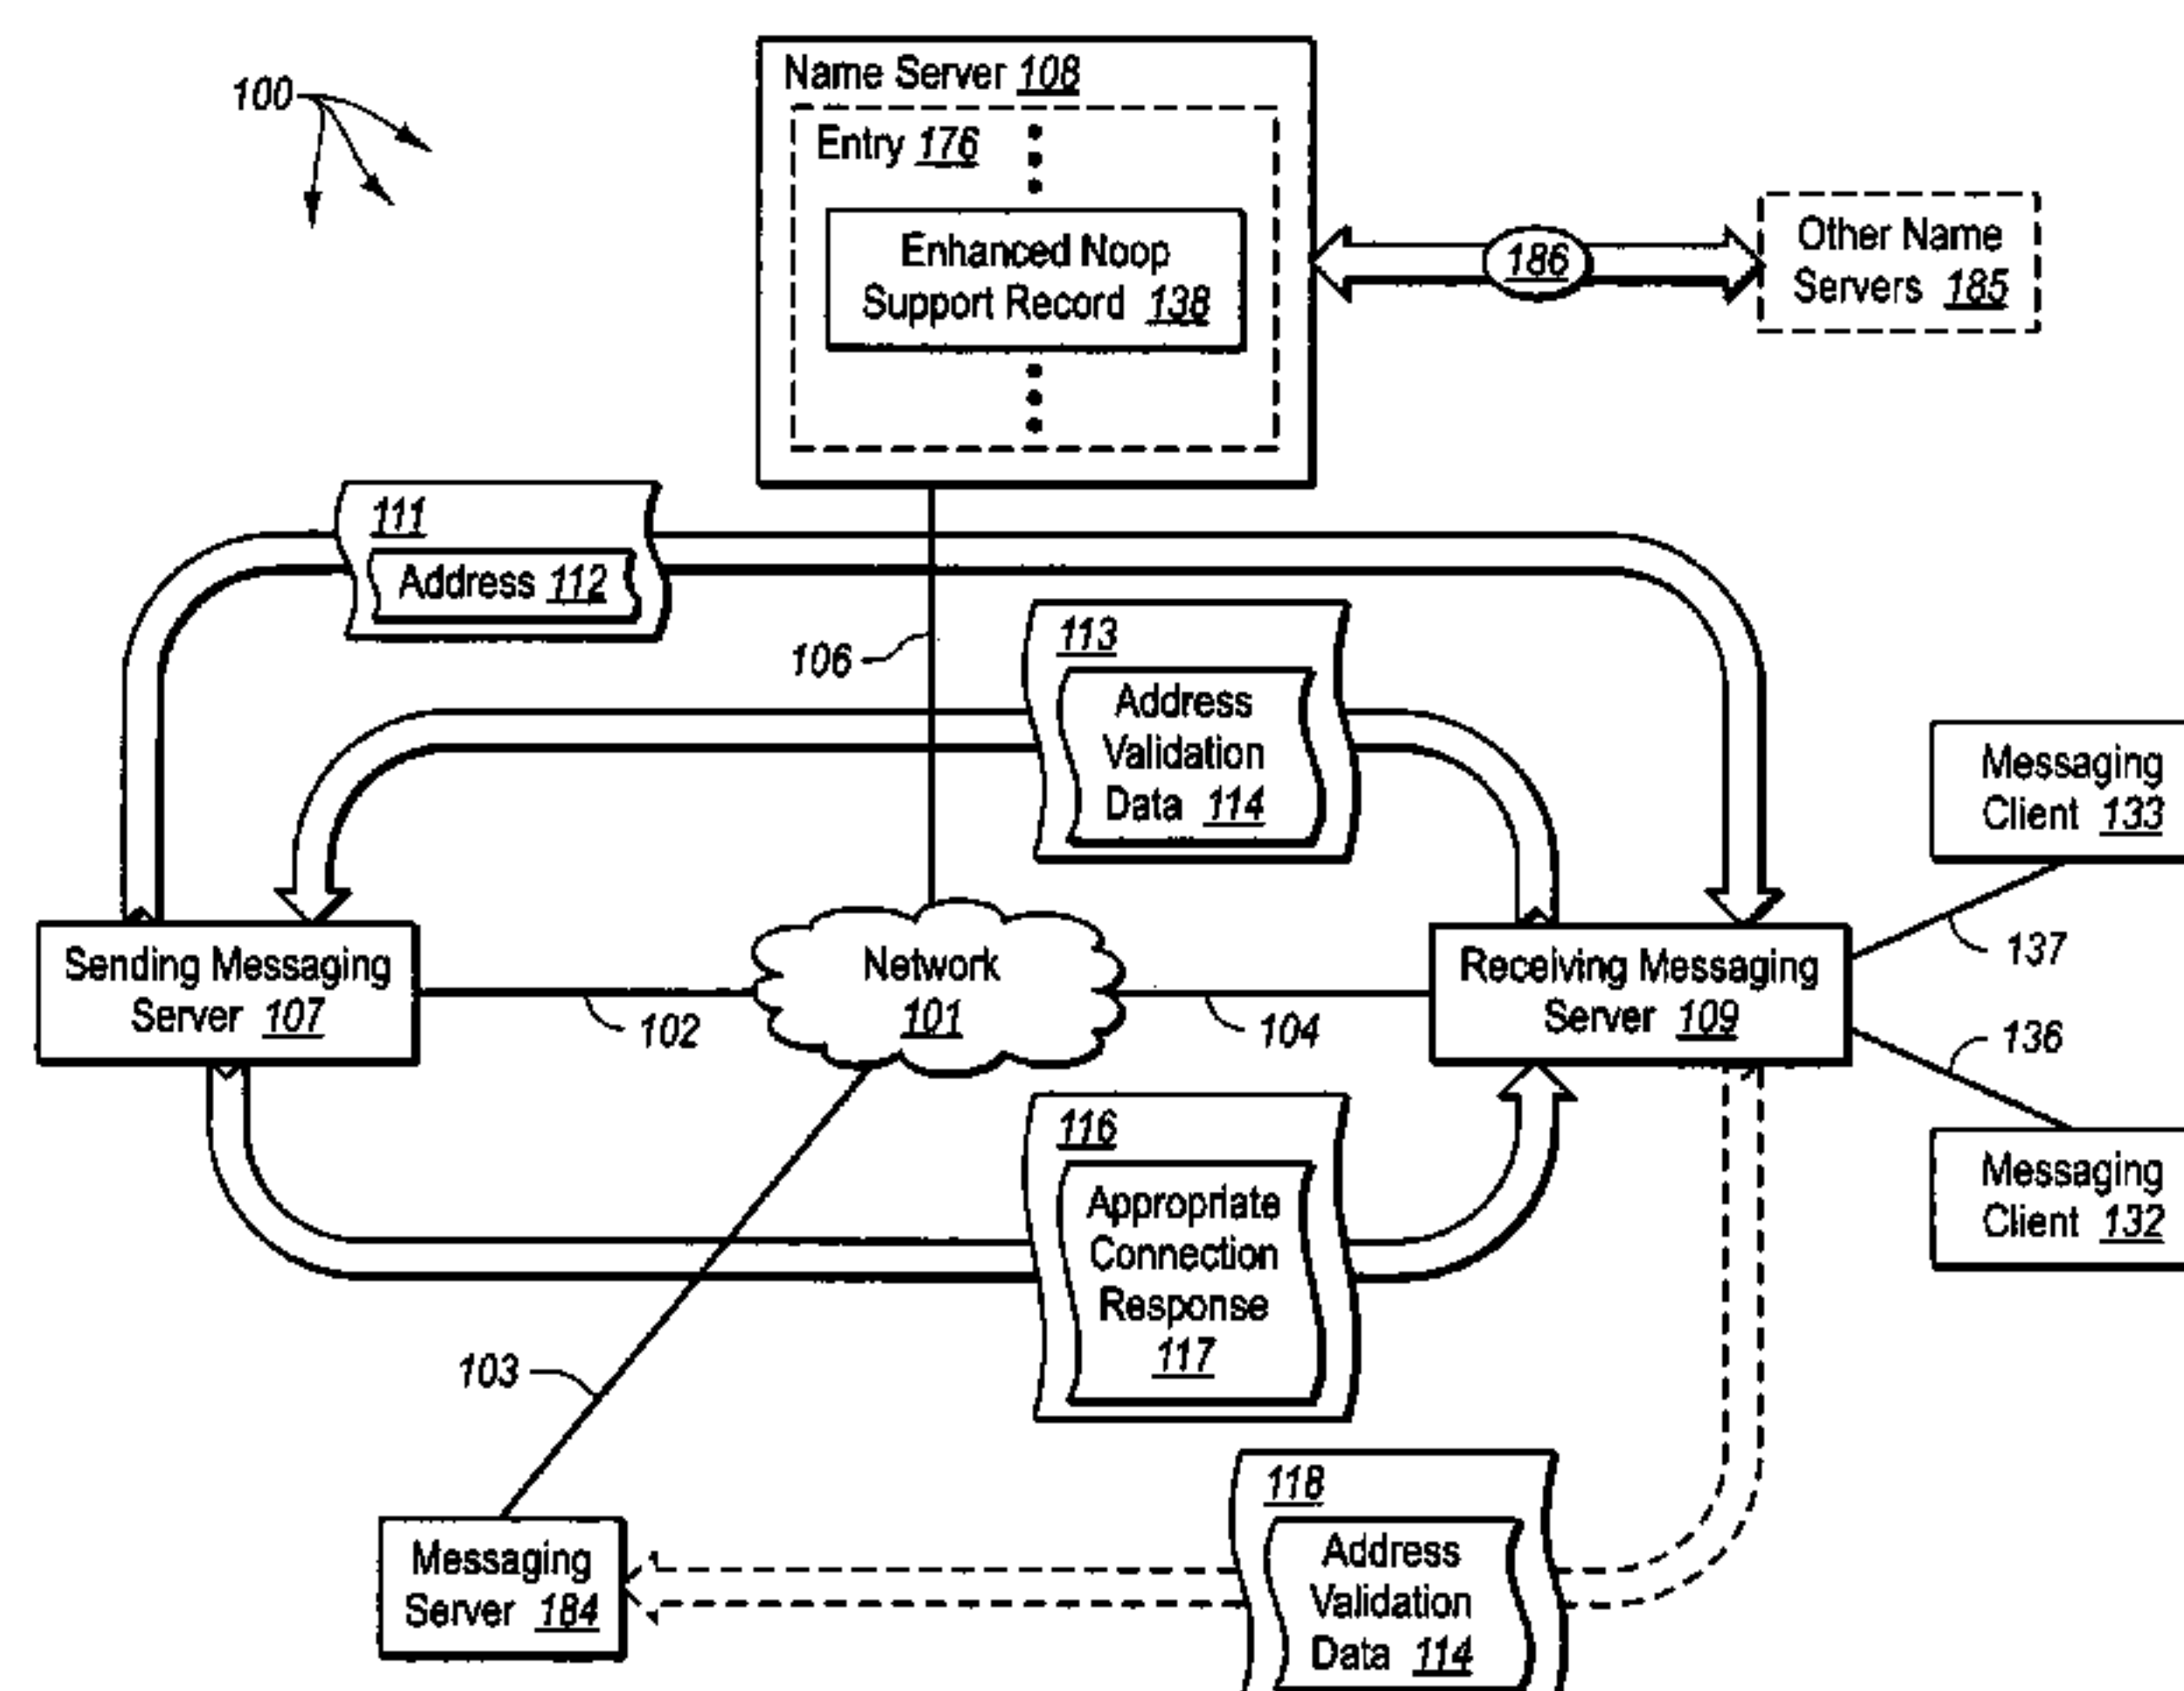 100
Name Server 108
Entry 176
Enhanced Noop
Support Record 138
186
Other Name
Servers 185
111
Address 112
106
113
Address
Validation
Data 114
Messaging
Client 133
137
Sending Messaging
Server 107
102
Network
101
104
Receiving Messaging
Server 109
136
Messaging
Client 132
116
Appropriate
Connection
Response
117
103
Messaging
Server 184
118
Address
Validation
Data 114